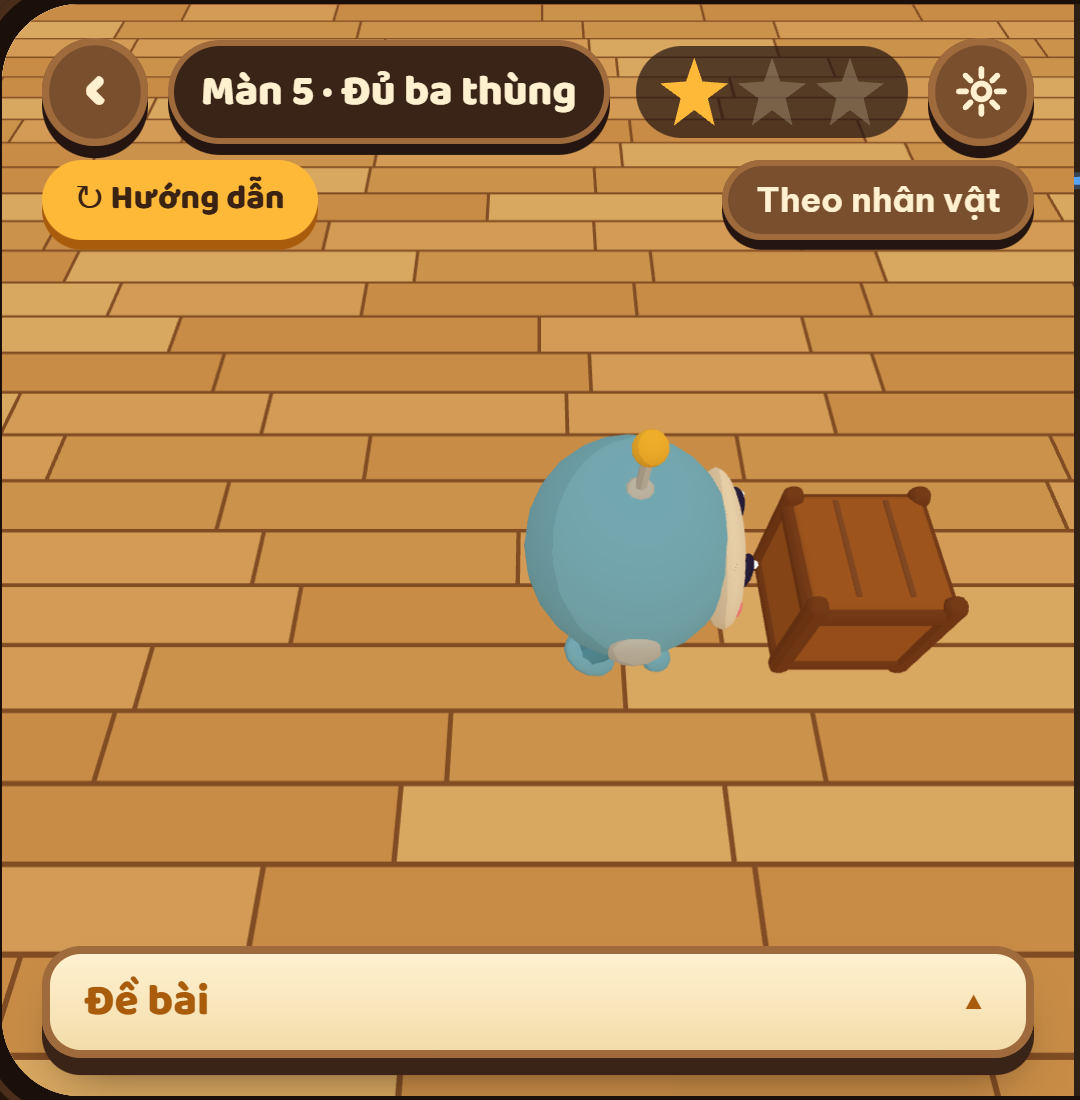 Màn 5 · Đủ ba thùng
↻ Hướng dẫn
Theo nhân vật
Đề bài